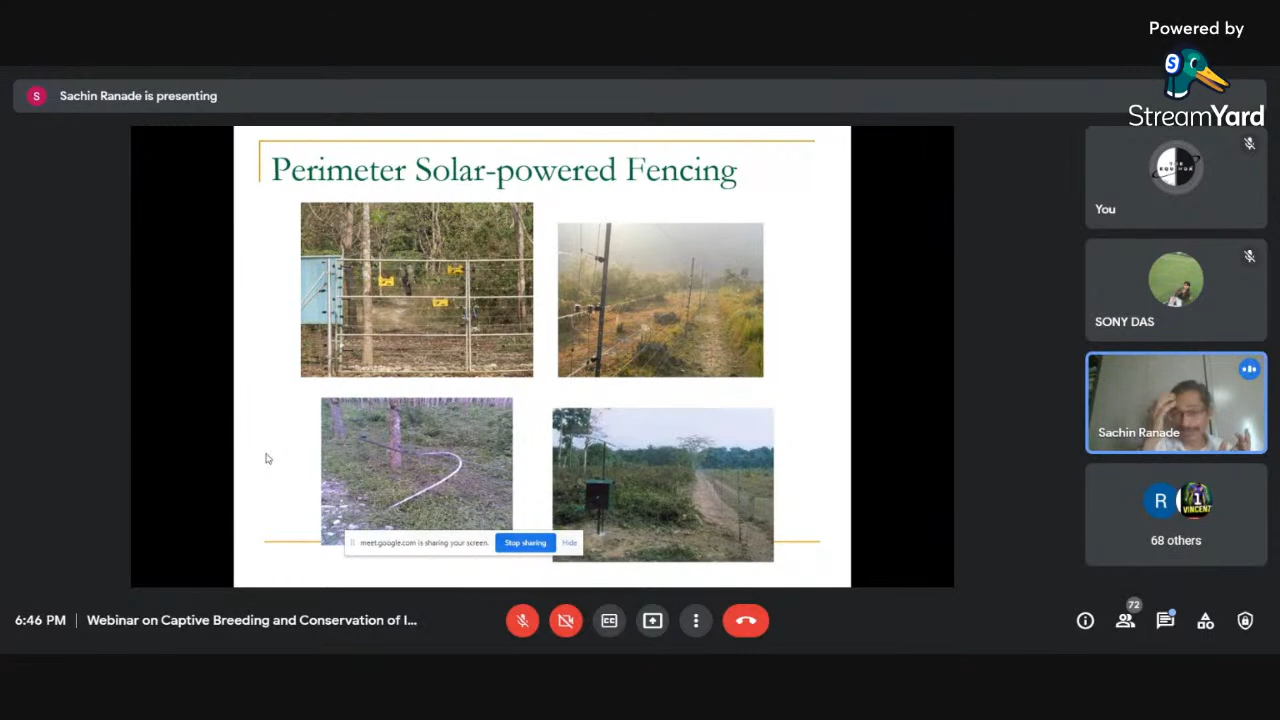 Powered by
StreamYard
S
Sachin Ranade is presenting
Perimeter Solar-powered Fencing
You
SONY DAS
Sachin Ranade
R
1
VINCENT
68 others
meet.google.com is sharing your screen.
Stop sharing
Hide
6:46 PM
Webinar on Captive Breeding and Conservation of I...
72